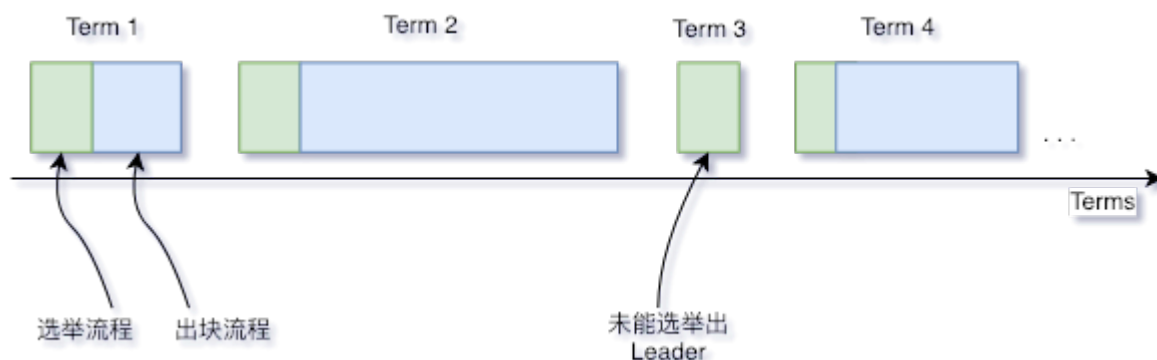 Term 1
Term 2
Term 3
Term 4
. . .
Terms
选举流程
出块流程
未能选举出
Leader